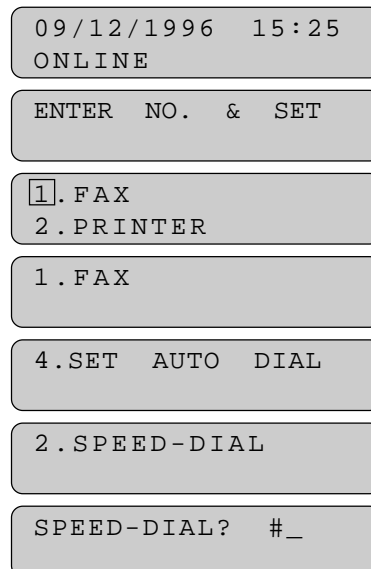 09/12/1996 15:25
ONLINE
ENTER NO. & SET
1.FAX
2.PRINTER
1.FAX
4.SET AUTO DIAL
2.SPEED-DIAL
SPEED-DIAL? #_